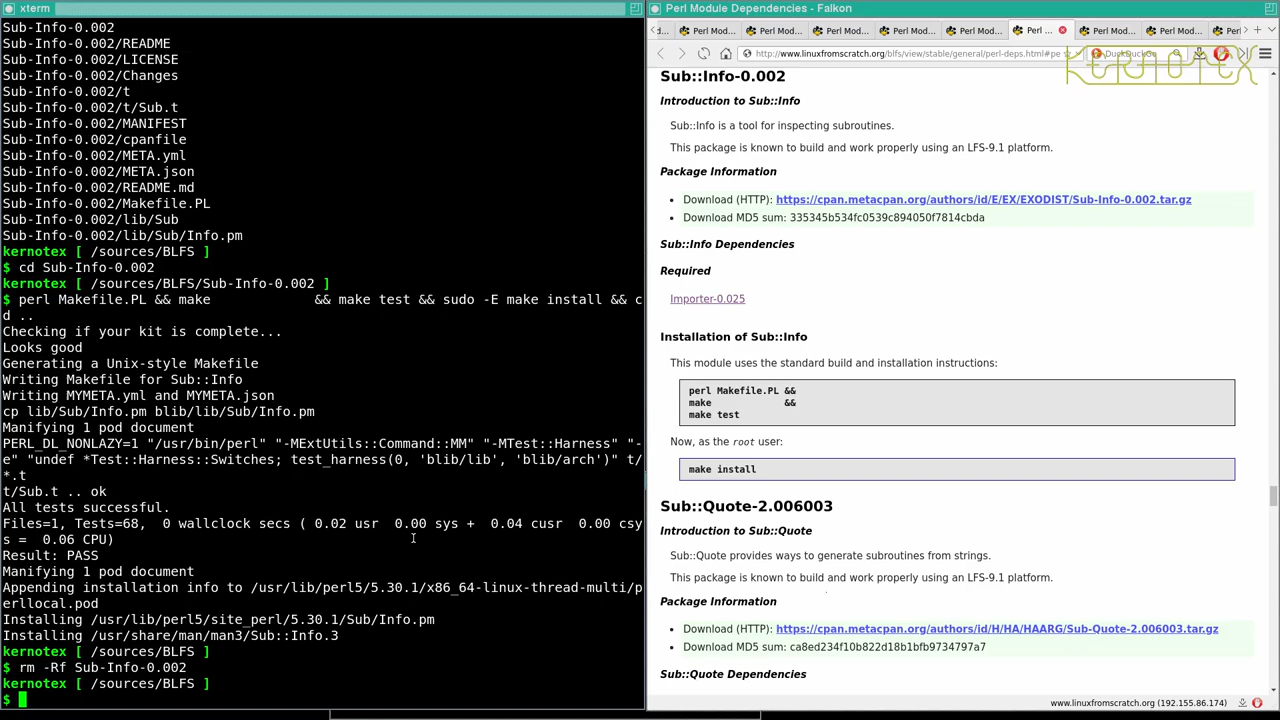 xterm
Sub-Info-0.002
Sub-Info-0.002/README
Sub-Info-0.002/LICENSE
Sub-Info-0.002/Changes
Sub-Info-0.002/t
Sub-Info-0.002/t/Sub.t
Sub-Info-0.002/MANIFEST
Sub-Info-0.002/cpanfile
Sub-Info-0.002/META.yml
Sub-Info-0.002/META.json
Sub-Info-0.002/README.md
Sub-Info-0.002/Makefile.PL
Sub-Info-0.002/lib/Sub
Sub-Info-0.002/lib/Sub/Info.pm
kernotex [ /sources/BLFS ]
$ cd Sub-Info-0.002
kernotex [ /sources/BLFS/Sub-Info-0.002 ]
$ perl Makefile.PL && make             && make test && sudo -E make install && c
d ..
Checking if your kit is complete...
Looks good
Generating a Unix-style Makefile
Writing Makefile for Sub::Info
Writing MYMETA.yml and MYMETA.json
cp lib/Sub/Info.pm blib/lib/Sub/Info.pm
Manifying 1 pod document
PERL_DL_NONLAZY=1 "/usr/bin/perl" "-MExtUtils::Command::MM" "-MTest::Harness" "-
e" "undef *Test::Harness::Switches; test_harness(0, 'blib/lib', 'blib/arch')" t/
*.t
t/Sub.t .. ok
All tests successful.
Files=1, Tests=68,  0 wallclock secs ( 0.02 usr  0.00 sys +  0.04 cusr  0.00 csy
s =  0.06 CPU)
Result: PASS
Manifying 1 pod document
Appending installation info to /usr/lib/perl5/5.30.1/x86_64-linux-thread-multi/p
erllocal.pod
Installing /usr/lib/perl5/site_perl/5.30.1/Sub/Info.pm
Installing /usr/share/man/man3/Sub::Info.3
kernotex [ /sources/BLFS ]
$ rm -Rf Sub-Info-0.002
kernotex [ /sources/BLFS ]
$
Perl Module Dependencies - Falkon
d... Perl Mod... Perl Mod... Perl Mod... Perl Mod... Perl Mod... Perl ... Perl Mod... Perl Mod... Perl
http://www.linuxfromscratch.org/blfs/view/stable/general/perl-deps.html#pe DuckDuckGo
KERNOTEX
Sub::Info-0.002
Introduction to Sub::Info
Sub::Info is a tool for inspecting subroutines.
This package is known to build and work properly using an LFS-9.1 platform.
Package Information
• Download (HTTP): https://cpan.metacpan.org/authors/id/E/EX/EXODIST/Sub-Info-0.002.tar.gz
• Download MD5 sum: 335345b534fc0539c894050f7814cbda
Sub::Info Dependencies
Required
Importer-0.025
Installation of Sub::Info
This module uses the standard build and installation instructions:
perl Makefile.PL &&
make             &&
make test
Now, as the root user:
make install
Sub::Quote-2.006003
Introduction to Sub::Quote
Sub::Quote provides ways to generate subroutines from strings.
This package is known to build and work properly using an LFS-9.1 platform.
Package Information
• Download (HTTP): https://cpan.metacpan.org/authors/id/H/HA/HAARG/Sub-Quote-2.006003.tar.gz
• Download MD5 sum: ca8ed234f10b822d18b1bfb9734797a7
Sub::Quote Dependencies
www.linuxfromscratch.org (192.155.86.174)